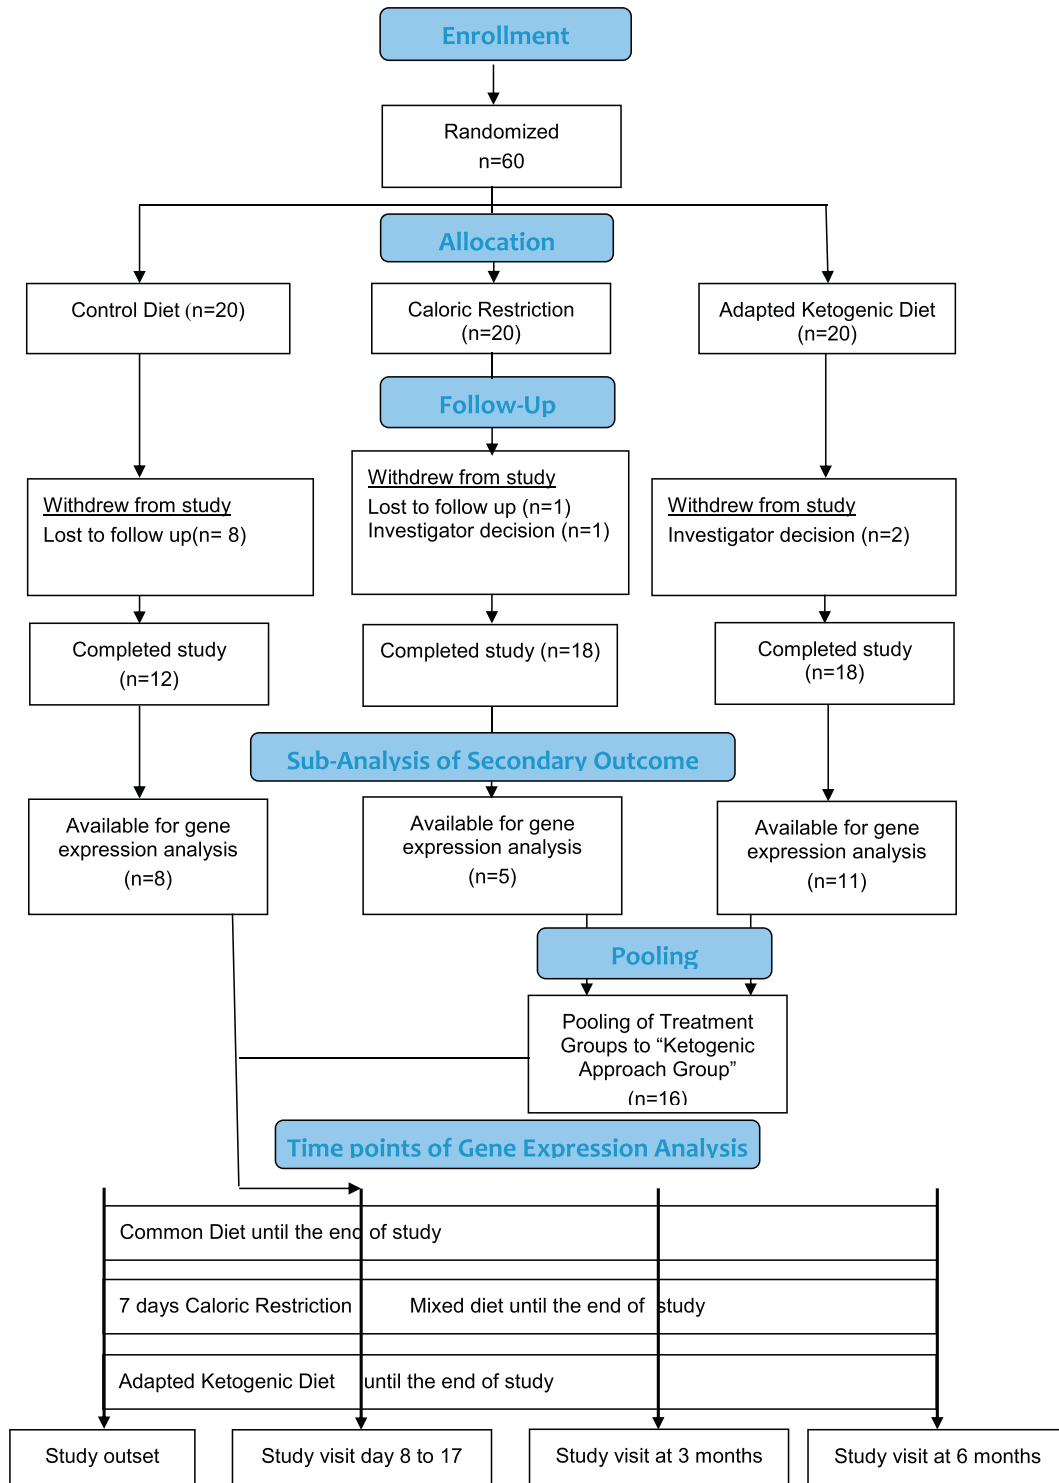 Enrollment
Randomized
n=60
Allocation
Control Diet (n=20)
Caloric Restriction
(n=20)
Adapted Ketogenic Diet
(n=20)
Follow-Up
Withdrew from study
Lost to follow up(n= 8)
Withdrew from study
Lost to follow up (n=1)
Investigator decision (n=1)
Withdrew from study
Investigator decision (n=2)
Completed study
(n=12)
Completed study (n=18)
Completed study
(n=18)
Sub-Analysis of Secondary Outcome
Available for gene
expression analysis
(n=8)
Available for gene
expression analysis
(n=5)
Available for gene
expression analysis
(n=11)
Pooling
Pooling of Treatment
Groups to “Ketogenic
Approach Group”
(n=16)
Time points of Gene Expression Analysis
Common Diet until the end of study
7 days Caloric Restriction Mixed diet until the end of study
Adapted Ketogenic Diet until the end of study
Study outset
Study visit day 8 to 17
Study visit at 3 months
Study visit at 6 months